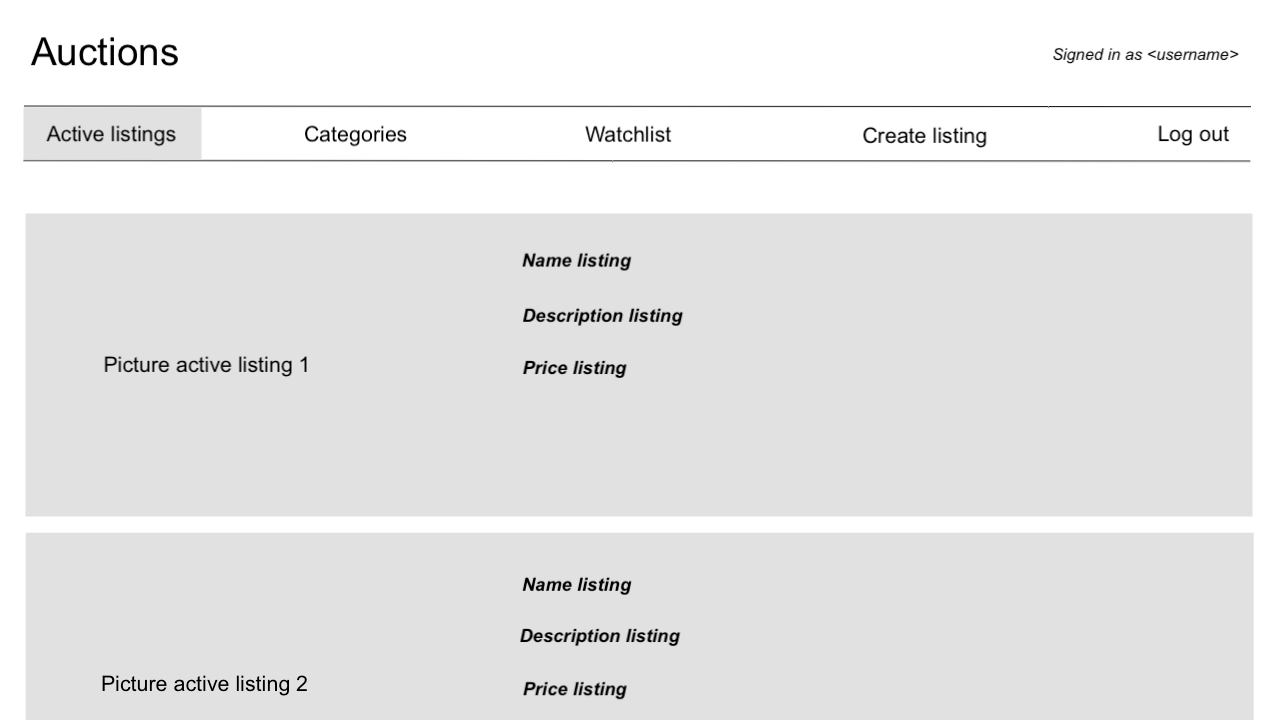 Auctions
Signed in as <username>
Active listings
Categories
Watchlist
Create listing
Log out
Name listing
Description listing
Picture active listing 1
Price listing
Name listing
Description listing
Picture active listing 2
Price listing